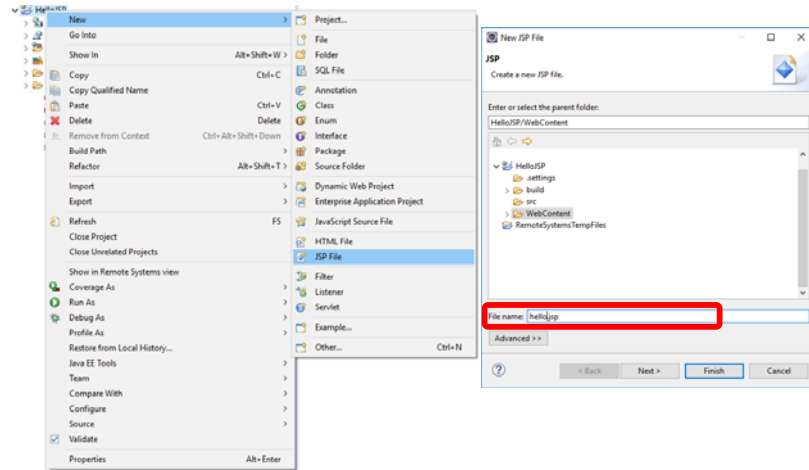 HelloJSP
New
Go Into
Show In Alt+Shift+W >
Copy Ctrl+C
Copy Qualified Name
Paste Ctrl+V
Delete Delete
Remove from Context Ctrl+Alt+Shift+Down
Build Path >
Refactor Alt+Shift+T >
Import >
Export >
Refresh F5
Close Project
Close Unrelated Projects
Show in Remote Systems view
Coverage As >
Run As >
Debug As >
Profile As >
Restore from Local History...
Java EE Tools >
Team >
Compare With >
Configure >
Source >
Validate
Properties Alt+Enter
Project...
File
Folder
SQL File
Annotation
Class
Enum
Interface
Package
Source Folder
Dynamic Web Project
Enterprise Application Project
JavaScript Source File
HTML File
JSP File
Filter
Listener
Servlet
Example...
Other... Ctrl+N
New JSP File
JSP
Create a new JSP file.
Enter or select the parent folder:
HelloJSP/WebContent
HelloJSP
.settings
build
src
WebContent
RemoteSystemsTempFiles
File name: hello.jsp
Advanced >>
< Back Next > Finish Cancel